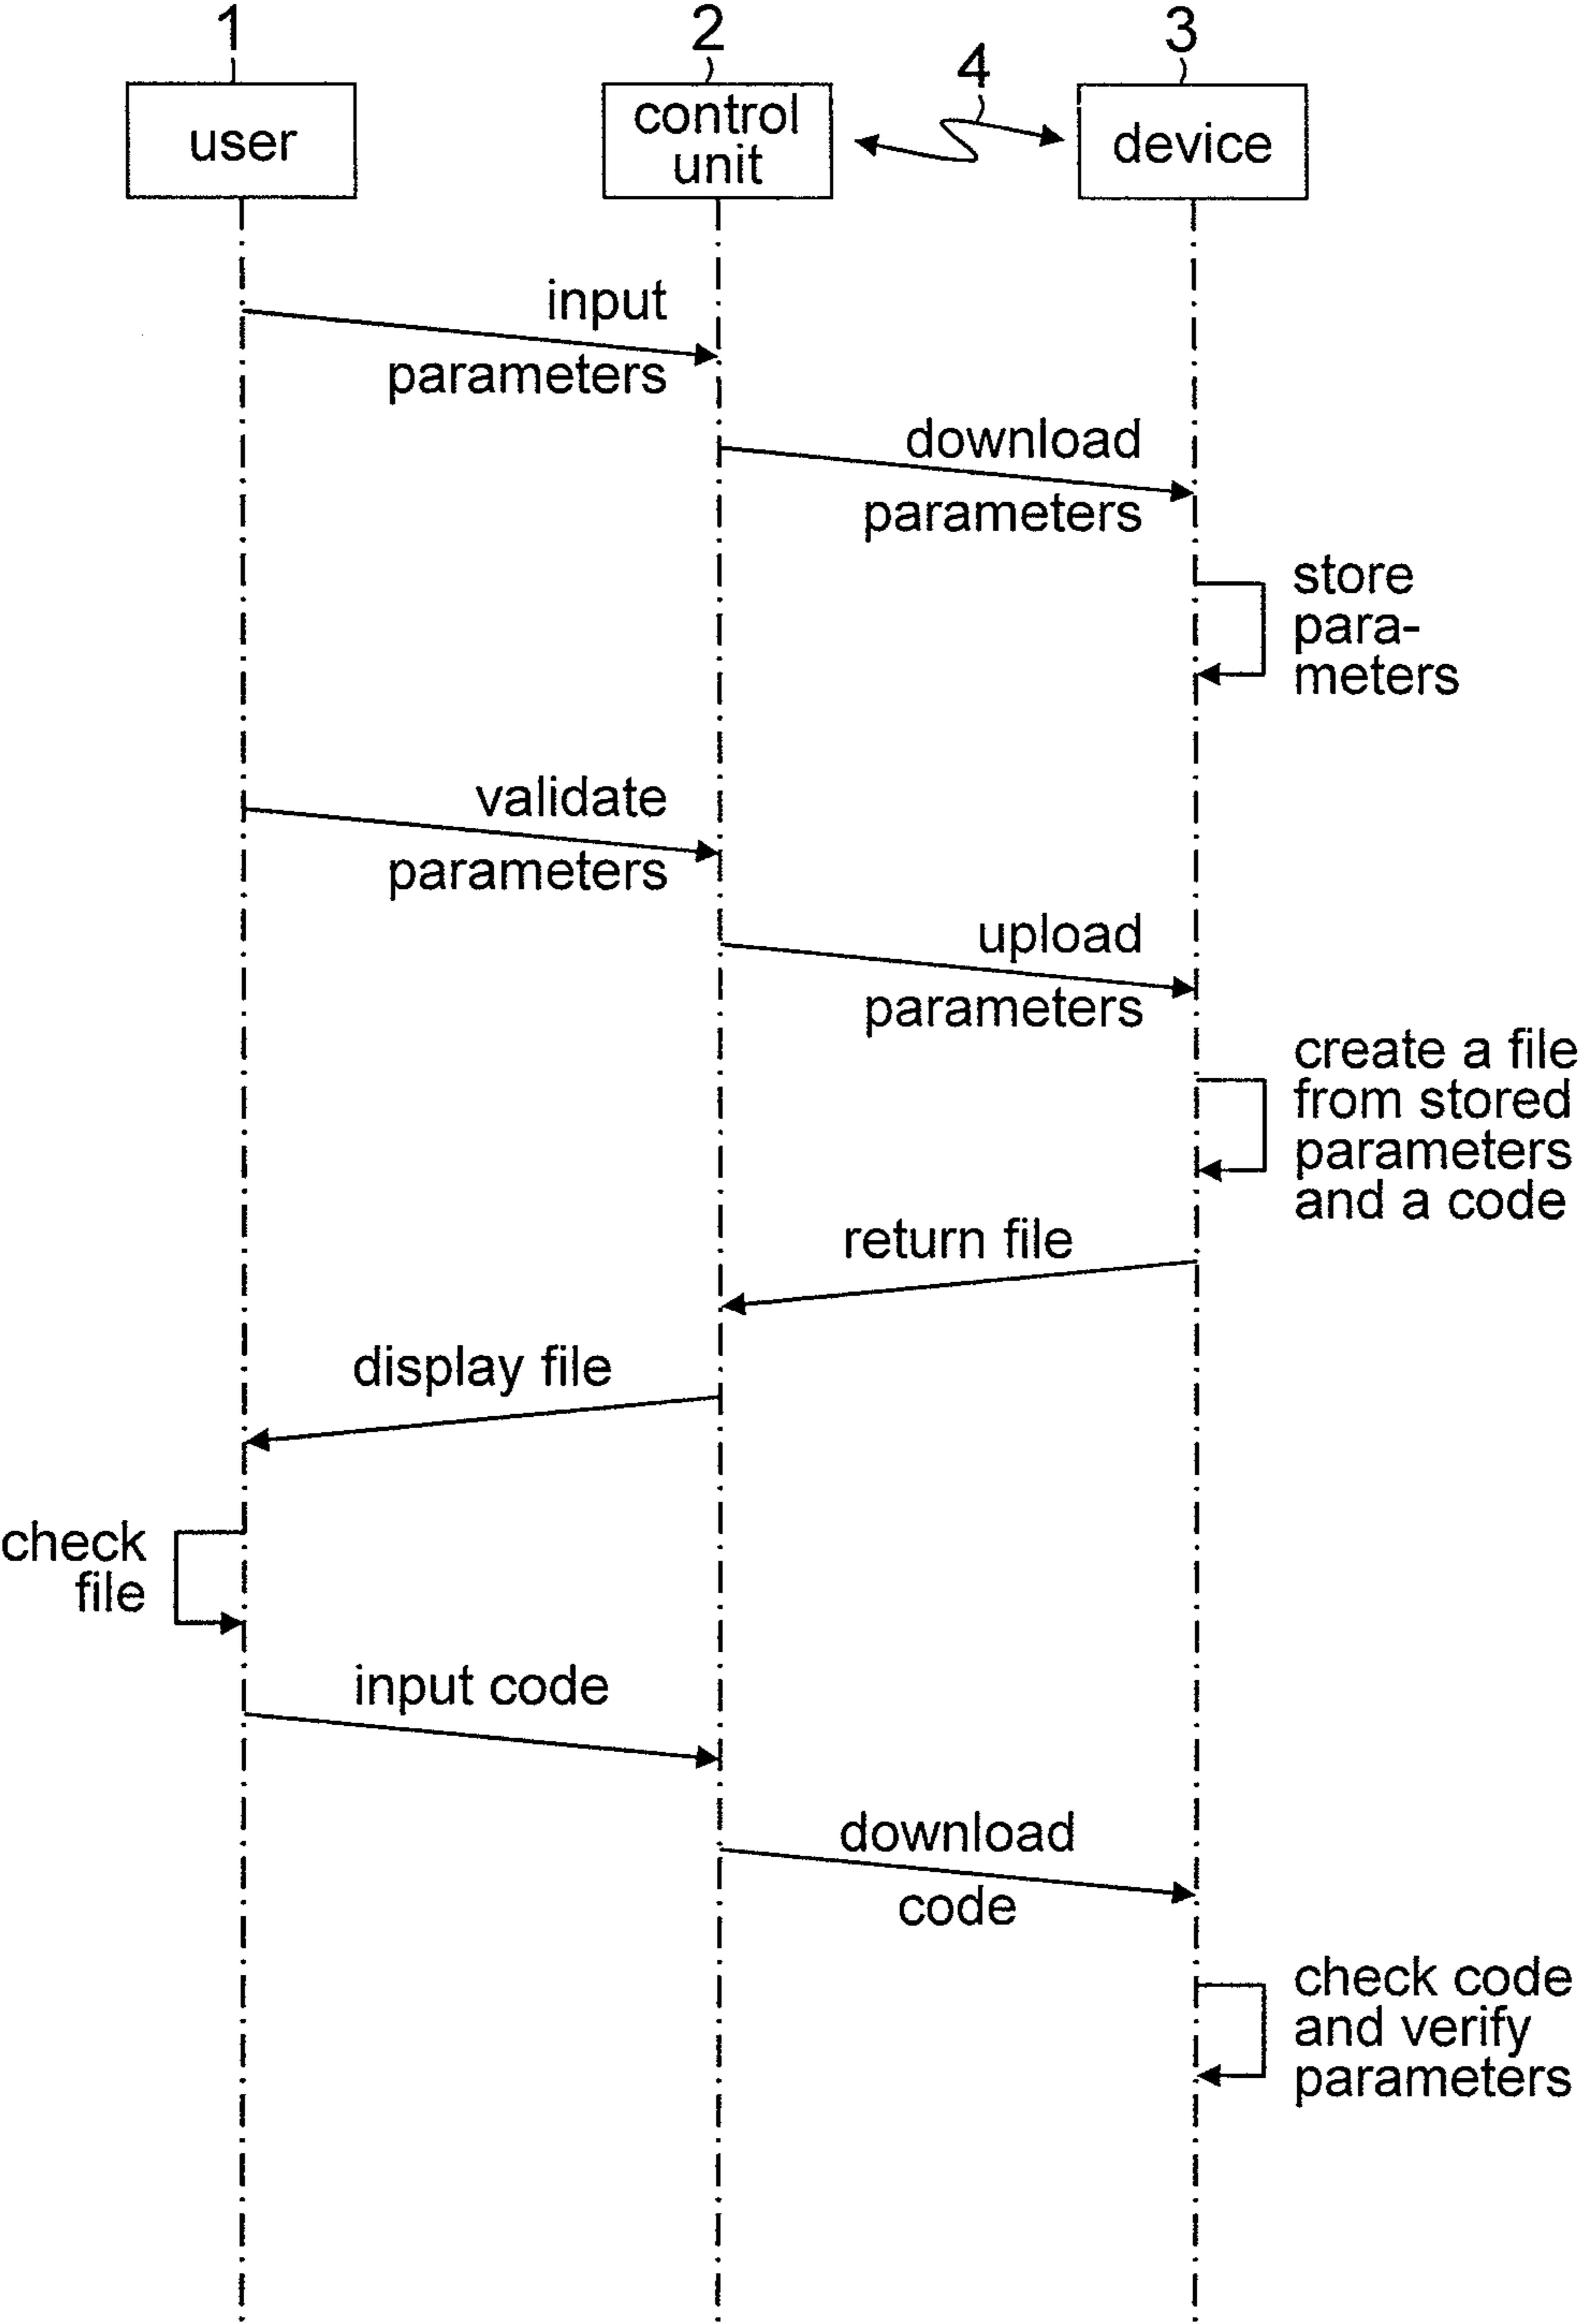 1
2
3
4
user
control
unit
device
input
parameters
download
parameters
store
para-
meters
validate
parameters
upload
parameters
create a file
from stored
parameters
and a code
return file
display file
check
file
input code
download
code
check code
and verify
parameters